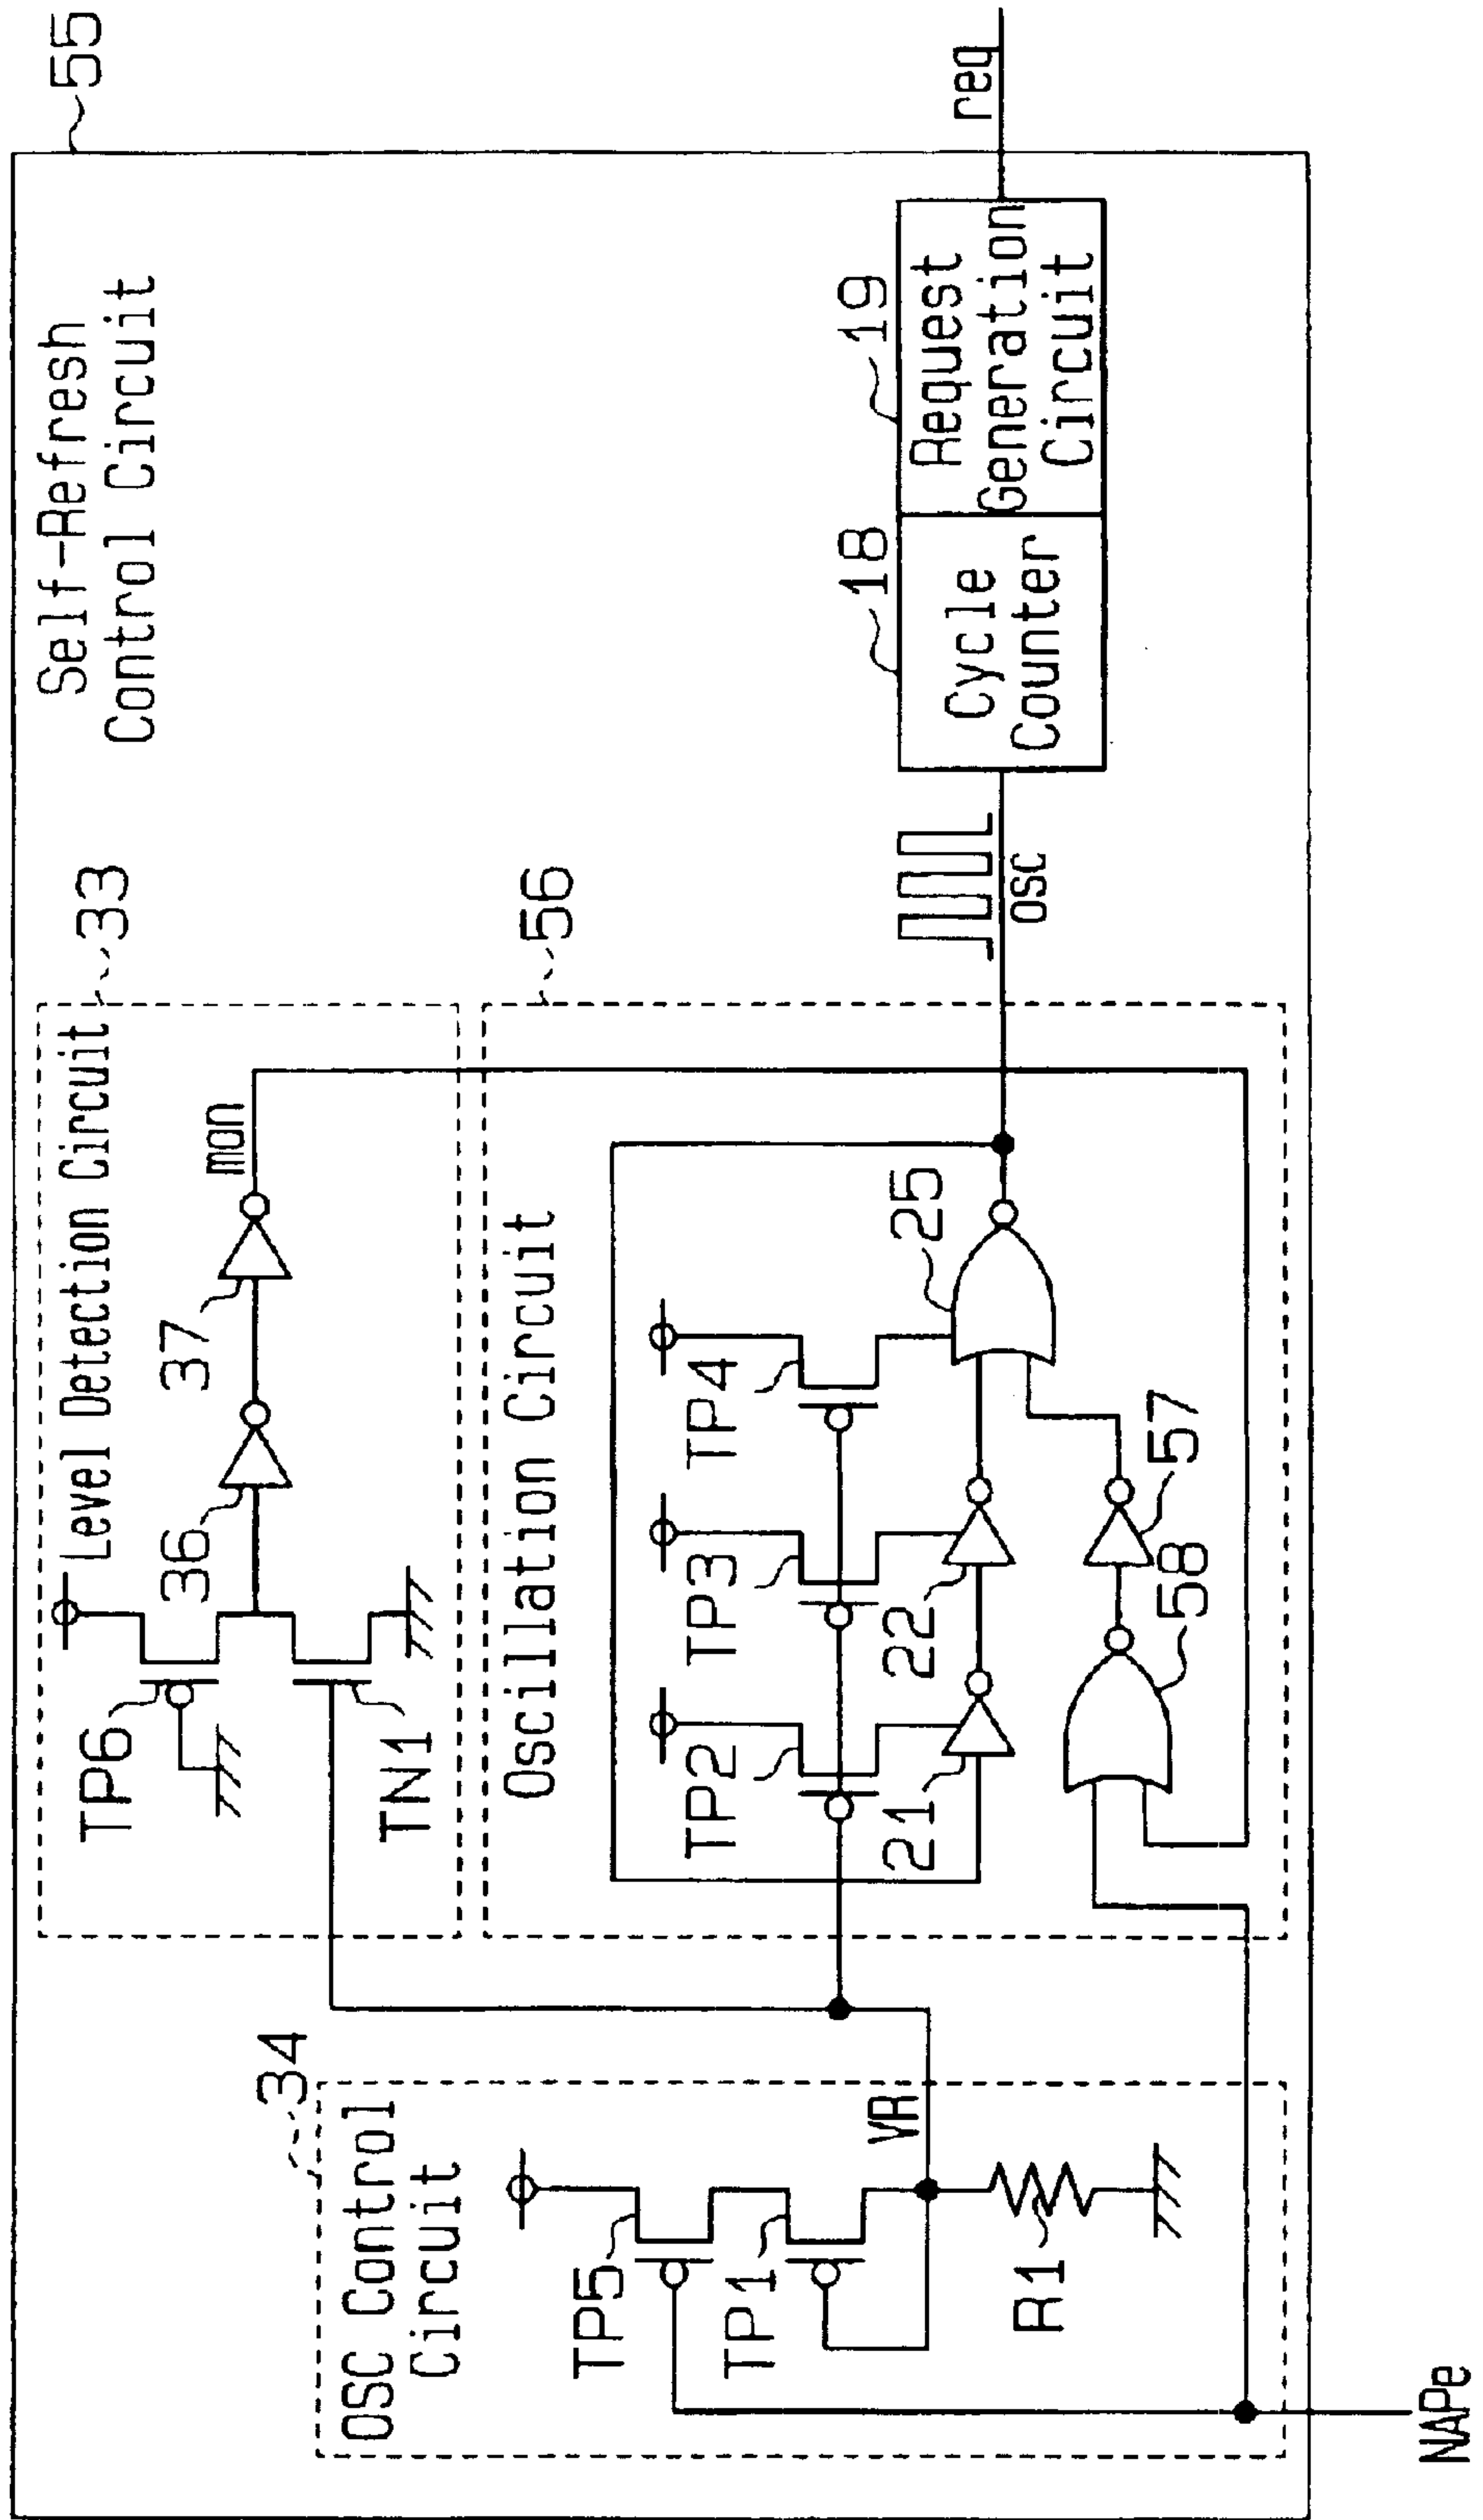 Self-Refresh
Control Circuit
55
OSC Control
Circuit
34
TP5
TP1
R1
VR
NAPe
Level Detection Circuit
33
TP6
TN1
36
37
mon
Oscillation Circuit
56
TP2
TP3
TP4
21
22
25
58
57
osc
18
Cycle
Counter
19
Request
Generation
Circuit
req